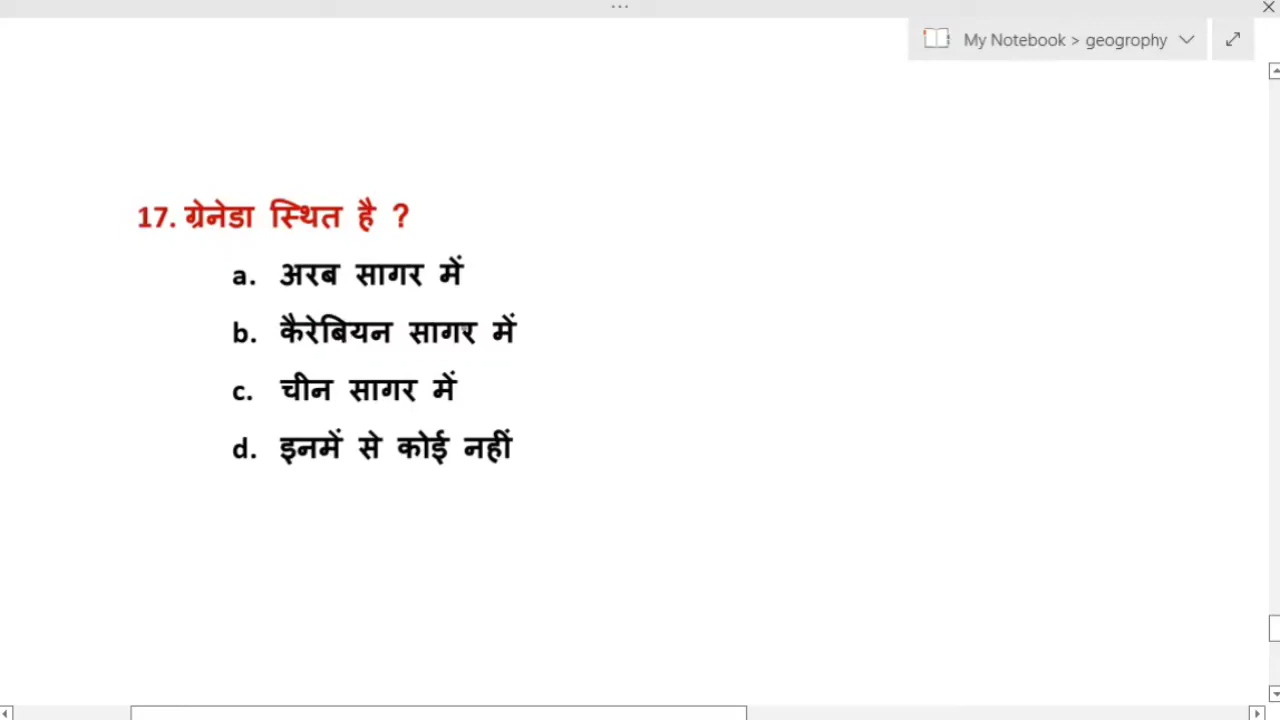 My Notebook > geogrophy
17. ग्रेनेडा स्थित है ?
a. अरब सागर में
b. कैरेबियन सागर में
c. चीन सागर में
d. इनमें से कोई नहीं